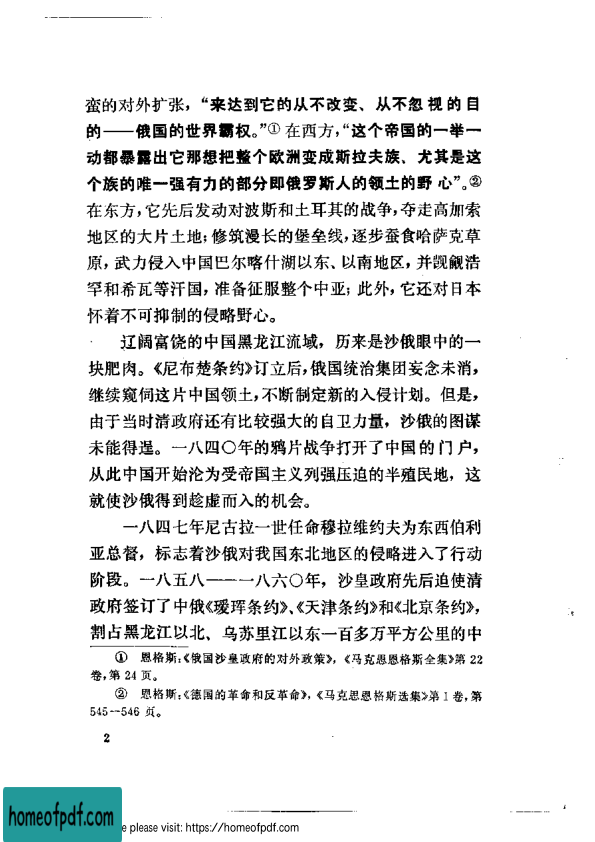 蛮的对外扩张，“来达到它的从不改变、从不忽视的目
的——俄国的世界霸权。”① 在西方，“这个帝国的一举一
动都暴露出它那想把整个欧洲变成斯拉夫族、尤其是这
个族的唯一强有力的部分即俄罗斯人的领土的野心”。②
在东方，它先后发动对波斯和土耳其的战争，夺走高加索
地区的大片土地；修筑漫长的堡垒线，逐步蚕食哈萨克草
原，武力侵入中国巴尔喀什湖以东、以南地区，并觊觎浩
罕和希瓦等汗国，准备征服整个中亚；此外，它还对日本
怀着不可抑制的侵略野心。
辽阔富饶的中国黑龙江流域，历来是沙俄眼中的一
块肥肉。《尼布楚条约》订立后，俄国统治集团妄念未消，
继续窥伺这片中国领土，不断制定新的入侵计划。但是，
由于当时清政府还有比较强大的自卫力量，沙俄的图谋
未能得逞。一八四〇年的鸦片战争打开了中国的门户，
从此中国开始沦为受帝国主义列强压迫的半殖民地，这
就使沙俄得到趁虚而入的机会。
一八四七年尼古拉一世任命穆拉维约夫为东西伯利
亚总督，标志着沙俄对我国东北地区的侵略进入了行动
阶段。一八五八——一八六〇年，沙皇政府先后迫使清
政府签订了中俄《瑷珲条约》、《天津条约》和《北京条约》，
割占黑龙江以北、乌苏里江以东一百多万平方公里的中
① 恩格斯：《俄国沙皇政府的对外政策》，《马克思恩格斯全集》第 22
卷，第 24 页。
② 恩格斯：《德国的革命和反革命》，《马克思恩格斯选集》第 1 卷，第
545—546 页。
2
homeofpdf.com
e please visit: https://homeofpdf.com